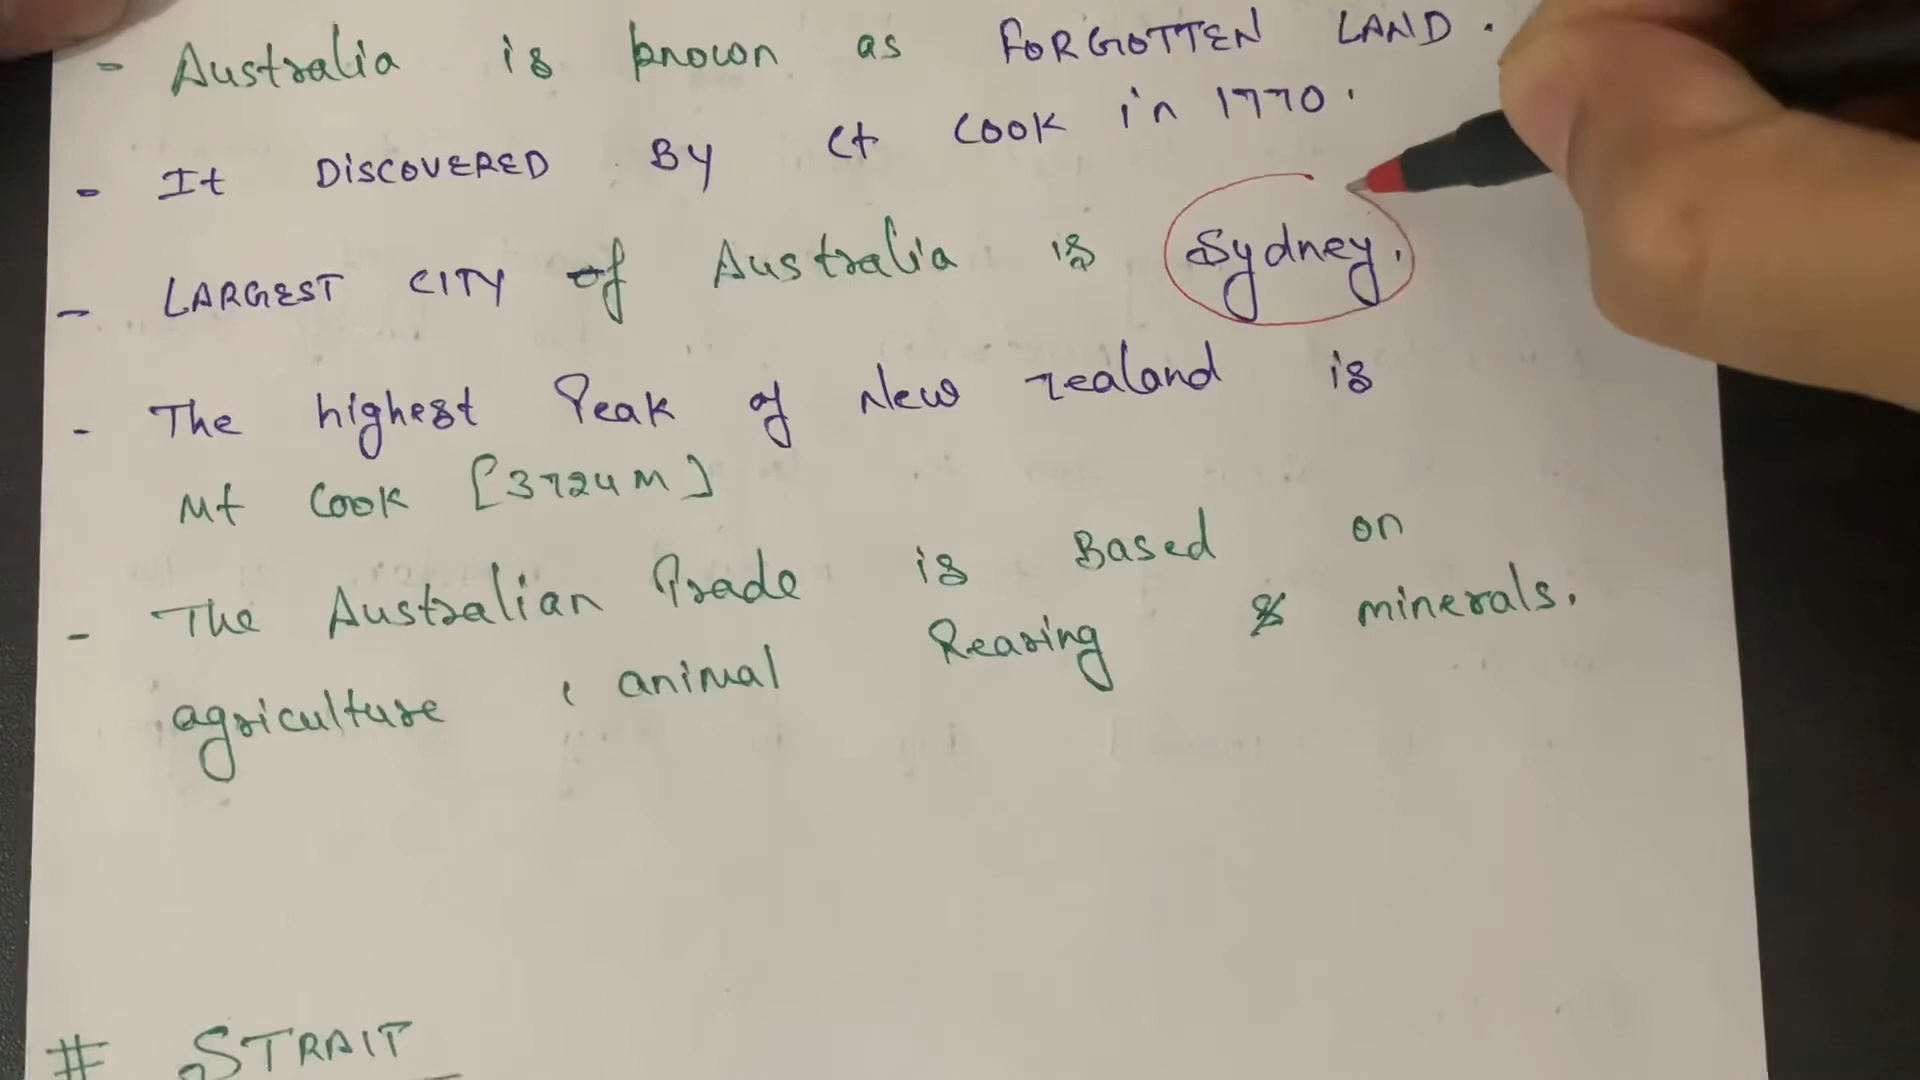 - Australia is known as FORGOTTEN LAND.
- It DISCOVERED BY Ct COOK in 1770.
- LARGEST CITY of Australia is Sydney.
- The highest Peak of New zealand is
Mt Cook [3724M]
- The Australian Trade is Based on
agriculture, animal Rearing & minerals.
# STRAIT